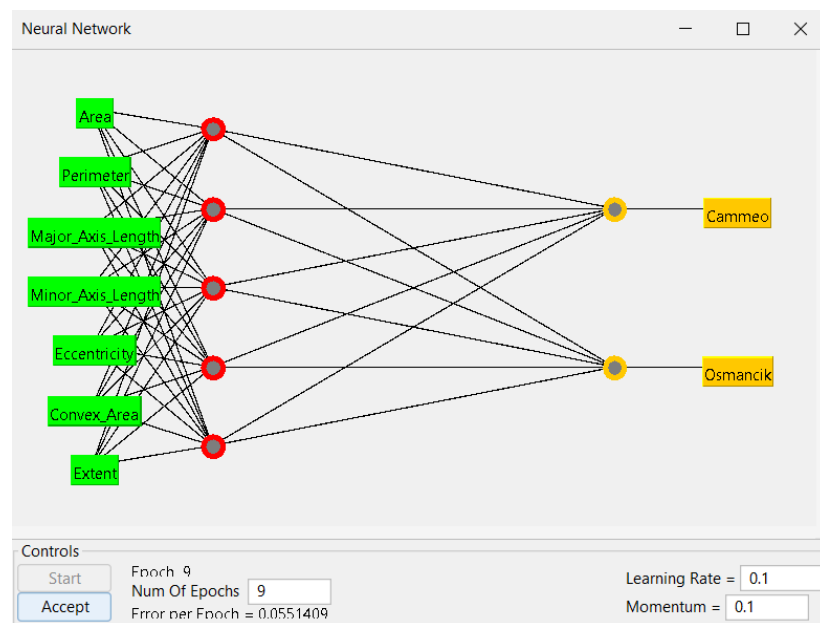 Neural Network
Area
Perimeter
Major_Axis_Length
Cammeo
Minor_Axis_Length
Eccentricity
Osmancik
Convex_Area
Extent
Controls
Start
Accept
Epoch 9
Num Of Epochs 9
Error per Epoch = 0.0551409
Learning Rate = 0.1
Momentum = 0.1